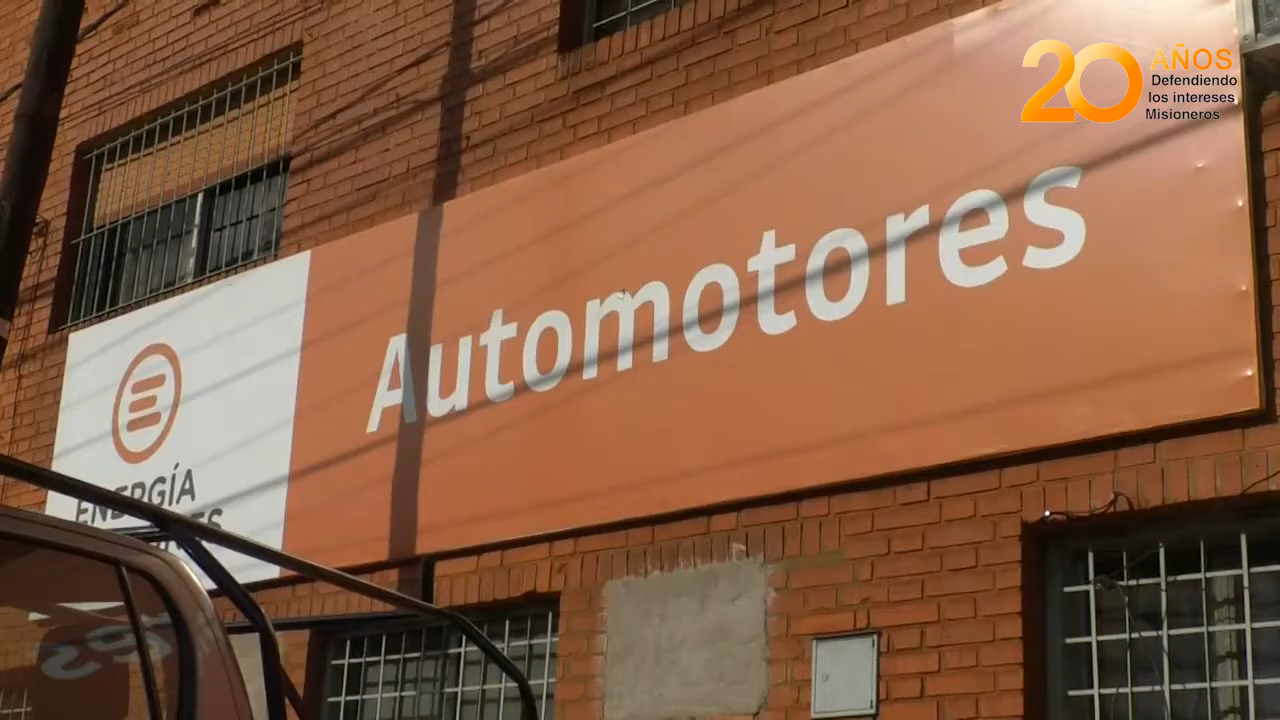 20 AÑOS
Defendiendo
los intereses
Misioneros
Automotores
ENERGÍA